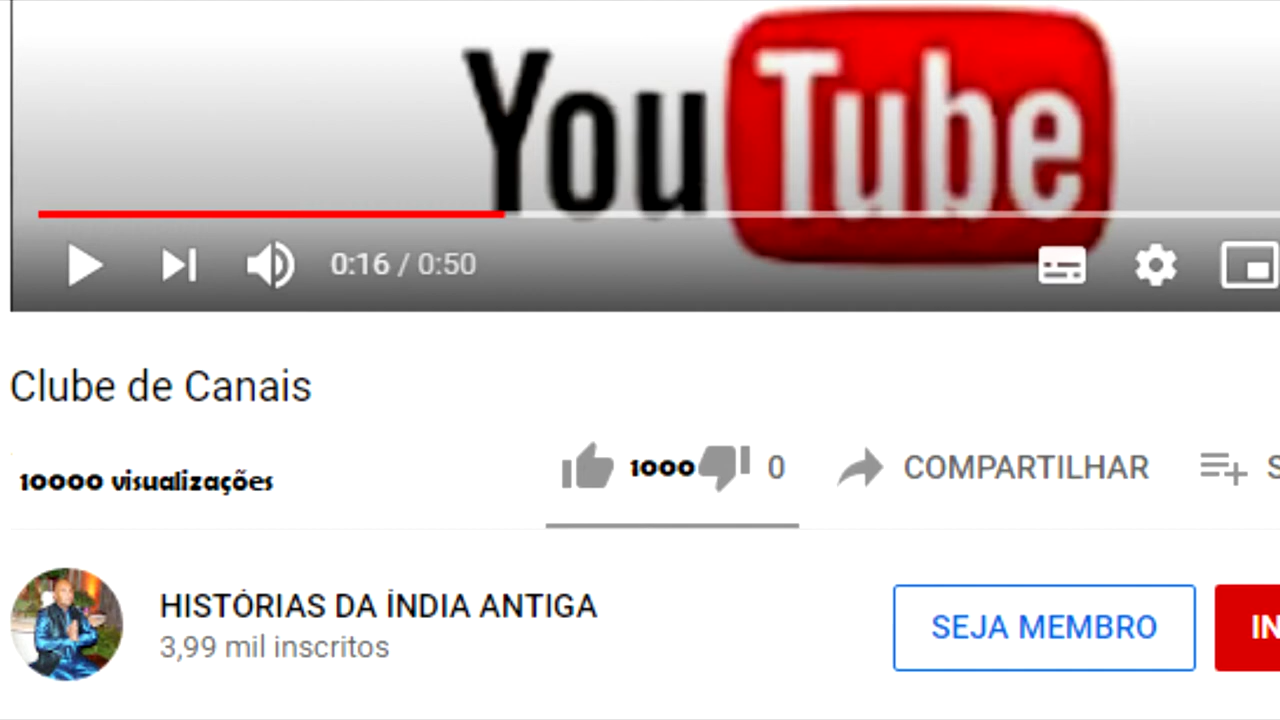 YouTube
0:16 / 0:50
Clube de Canais
10000 visualizações
1000
0
COMPARTILHAR
HISTÓRIAS DA ÍNDIA ANTIGA
3,99 mil inscritos
SEJA MEMBRO